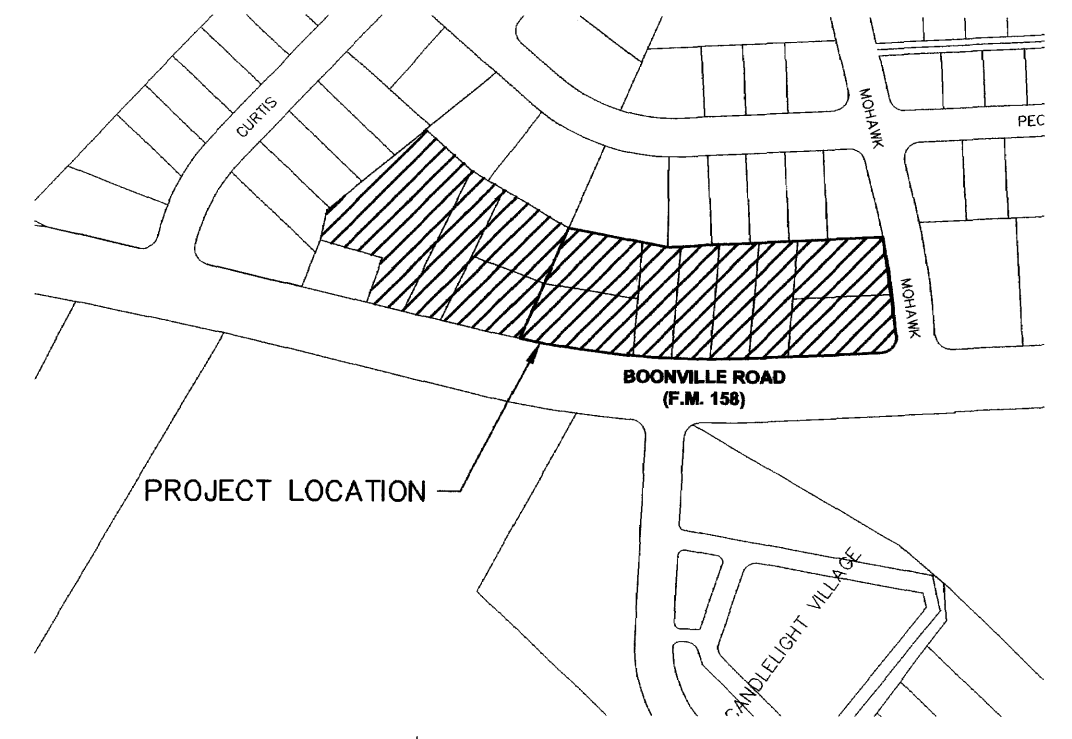 CURTIS
MOHAWK
PEC
MOHAWK
BOONVILLE ROAD
(F.M. 158)
PROJECT LOCATION
CANDLELIGHT VILLAGE